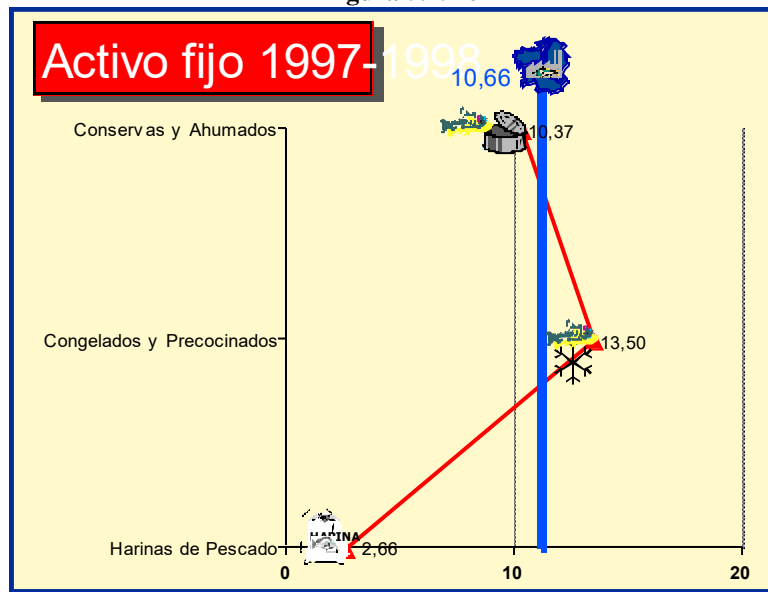 Activo fijo 1997-1998
10,66
Conservas y Ahumados
10,37
Congelados y Precocinados
13,50
HARINA
Harinas de Pescado
2,66
0
10
20